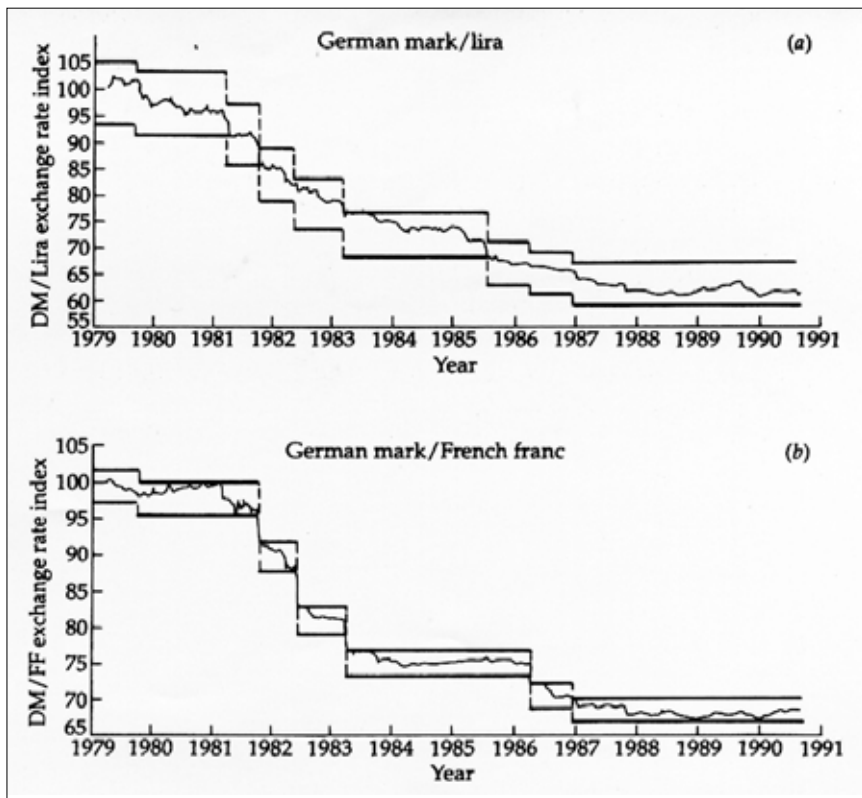 German mark/lira
(a)
DM/Lira exchange rate index
105
100
95
90
85
80
75
70
65
60
55
1979 1980 1981 1982 1983 1984 1985 1986 1987 1988 1989 1990 1991
Year
German mark/French franc
(b)
DM/FF exchange rate index
105
100
95
90
85
80
75
70
65
1979 1980 1981 1982 1983 1984 1985 1986 1987 1988 1989 1990 1991
Year